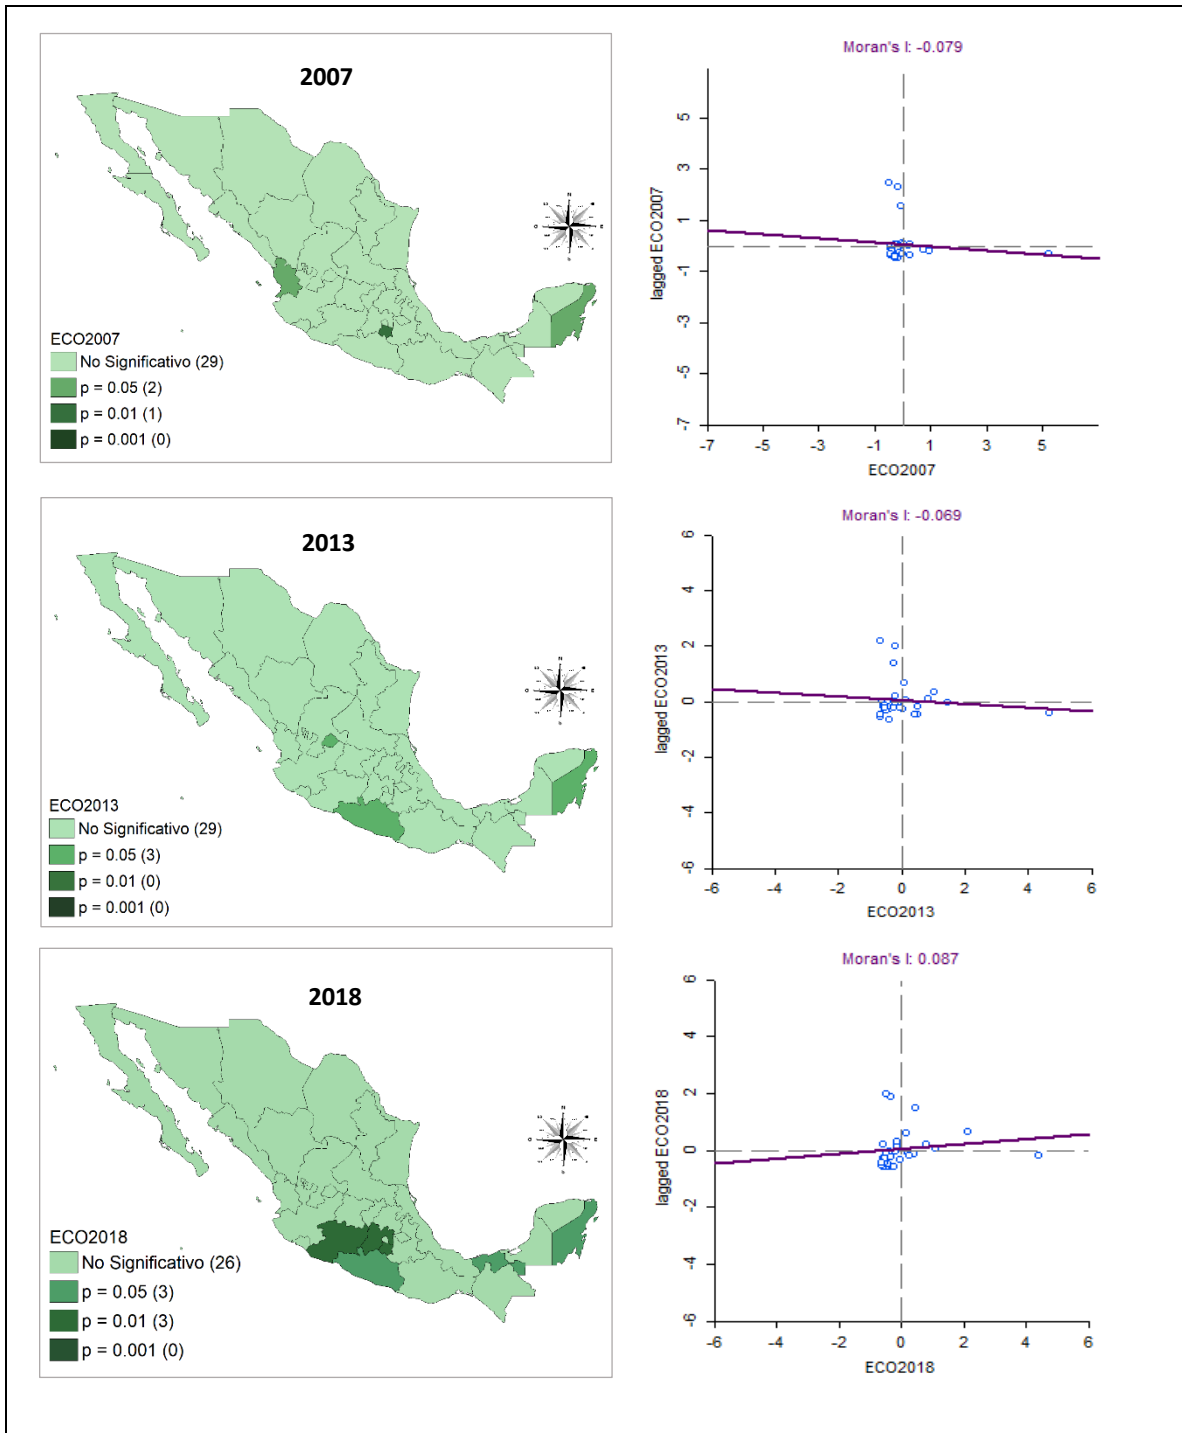 2007
N
E
S
O
ECO2007
No Significativo (29)
p = 0.05 (2)
p = 0.01 (1)
p = 0.001 (0)
Moran's I: -0.079
lagged ECO2007
5
3
1
-1
-3
-5
-7
-7
-5
-3
-1
1
3
5
ECO2007
2013
N
E
S
O
ECO2013
No Significativo (29)
p = 0.05 (3)
p = 0.01 (0)
p = 0.001 (0)
Moran's I: -0.069
lagged ECO2013
6
4
2
0
-2
-4
-6
-6
-4
-2
0
2
4
6
ECO2013
2018
N
E
S
O
ECO2018
No Significativo (26)
p = 0.05 (3)
p = 0.01 (3)
p = 0.001 (0)
Moran's I: 0.087
lagged ECO2018
6
4
2
0
-2
-4
-6
-6
-4
-2
0
2
4
6
ECO2018